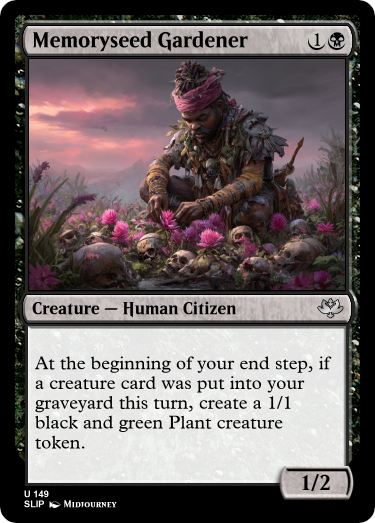 Memoryseed Gardener 1
Creature — Human Citizen
At the beginning of your end step, if
a creature card was put into your
graveyard this turn, create a 1/1
black and green Plant creature
token.
1/2
U 149
SLIP Midjourney